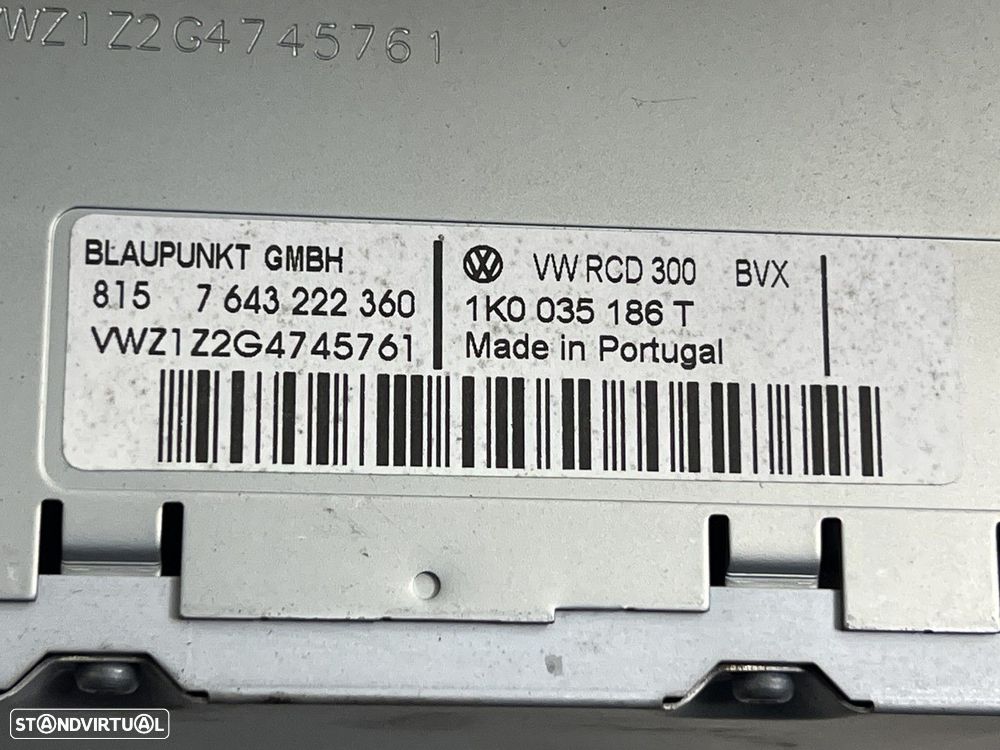 VWZ1Z2G4745761
BLAUPUNKT GMBH
815 7 643 222 360
VWZ1Z2G4745761
VW RCD 300 BVX
1K0 035 186 T
Made in Portugal
STANDVIRTUAL